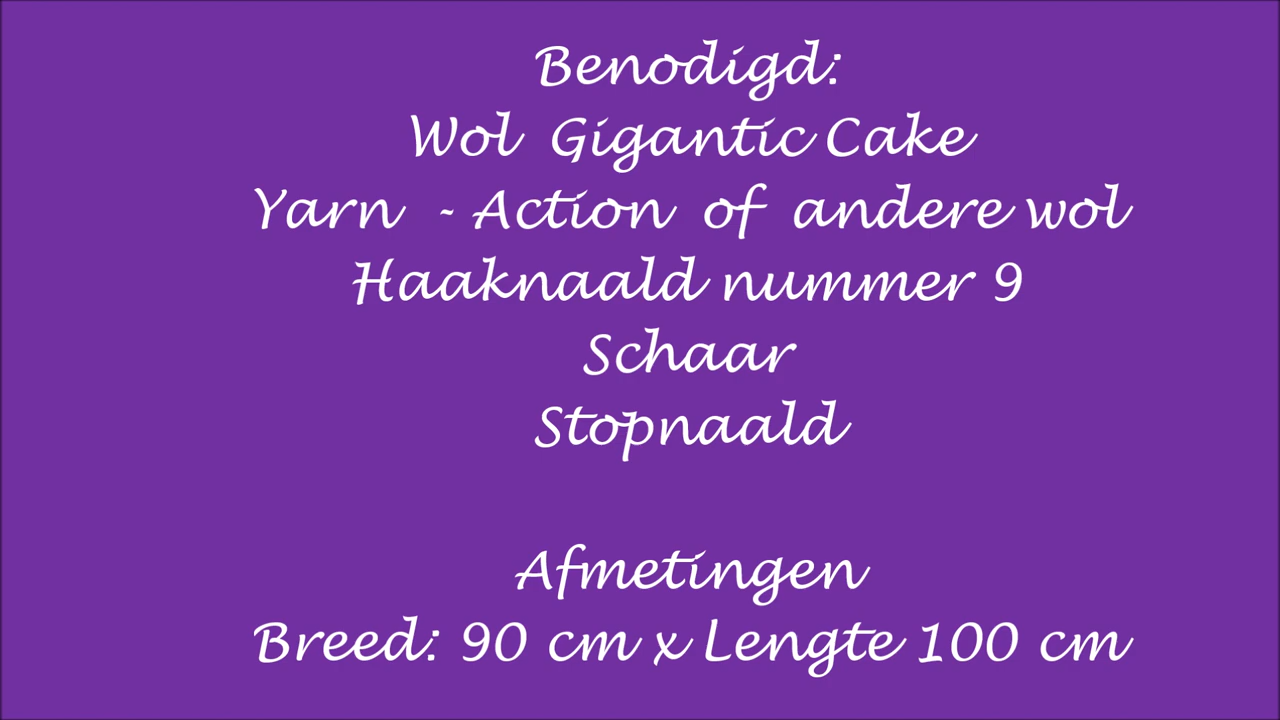 Benodigd:
Wol Gigantic Cake
Yarn - Action of andere wol
Haaknaald nummer 9
Schaar
Stopnaald
Afmetingen
Breed: 90 cm x Lengte 100 cm